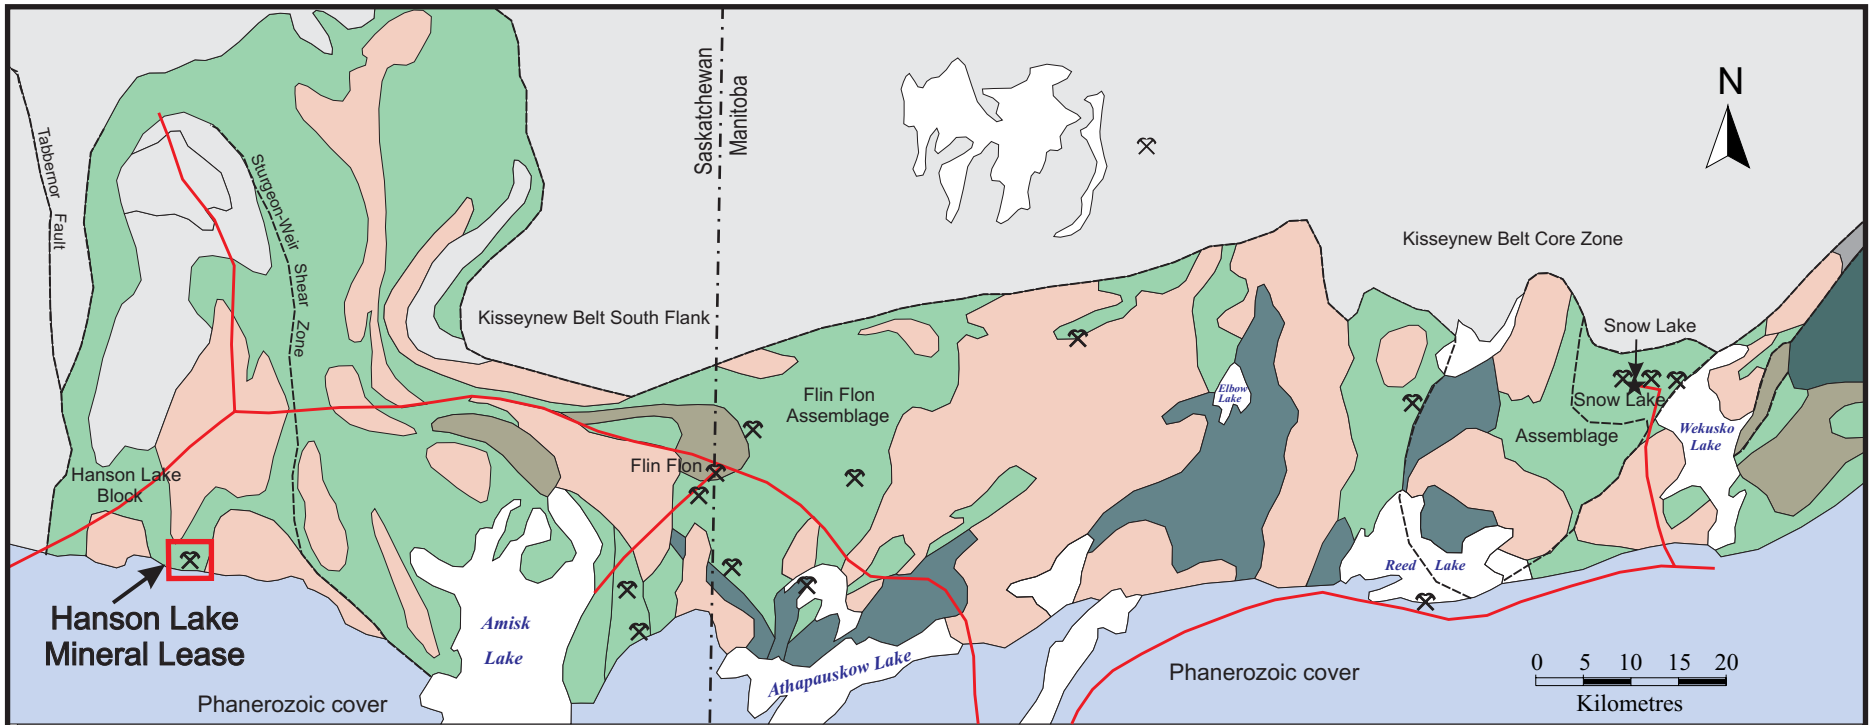 Saskatchewan
Manitoba
N
Tabbernor Fault
Sturgeon-Weir Shear Zone
Kisseynew Belt Core Zone
Kisseynew Belt South Flank
Snow Lake
Flin Flon
Assemblage
Elbow
Lake
Snow Lake
Assemblage
Wekusko
Lake
Flin Flon
Hanson Lake
Block
Reed Lake
Hanson Lake
Mineral Lease
Amisk
Lake
Athapauskow Lake
Phanerozoic cover
Phanerozoic cover
0 5 10 15 20
Kilometres